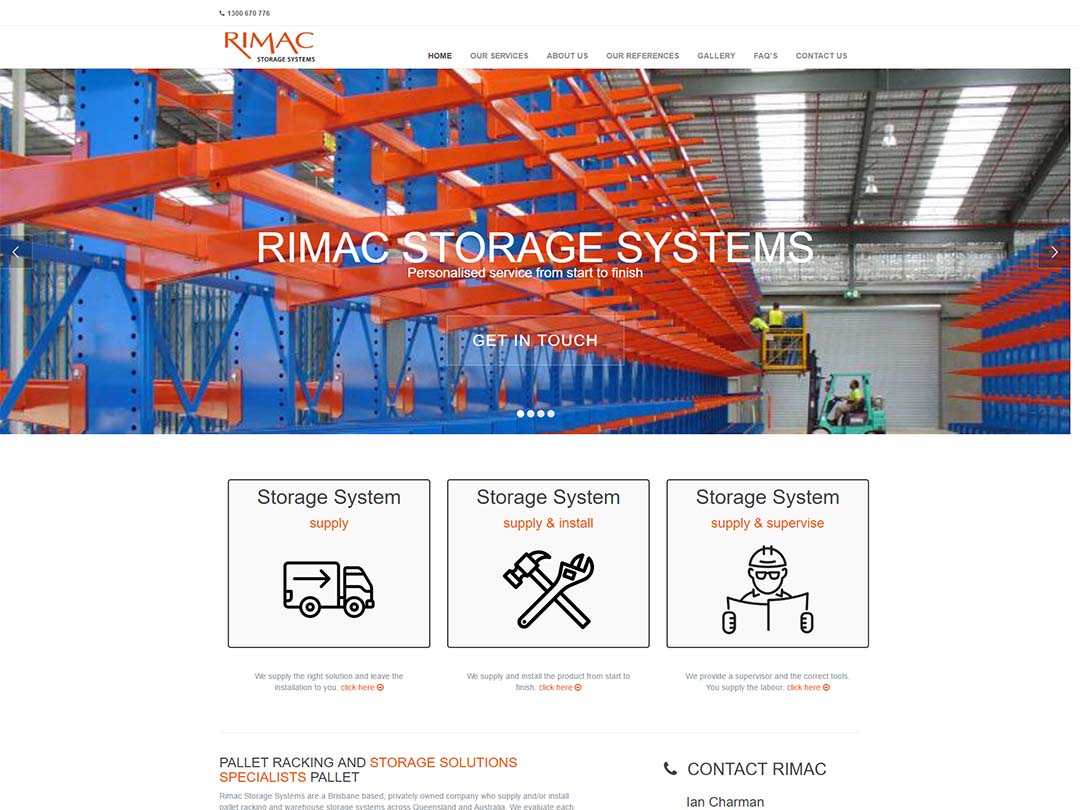 1300 670 776
RIMAC
STORAGE SYSTEMS
HOME OUR SERVICES ABOUT US OUR REFERENCES GALLERY FAQ'S CONTACT US
RIMAC STORAGE SYSTEMS
Personalised service from start to finish
GET IN TOUCH
Storage System
supply
Storage System
supply & install
Storage System
supply & supervise
We supply the right solution and leave the
installation to you. click here
We supply and install the product from start to
finish. click here
We provide a supervisor and the correct tools.
You supply the labour. click here
PALLET RACKING AND STORAGE SOLUTIONS
SPECIALISTS PALLET
Rimac Storage Systems are a Brisbane based, privately owned company who supply and/or install
pallet racking and warehouse storage systems across Queensland and Australia. We evaluate each
CONTACT RIMAC
Ian Charman